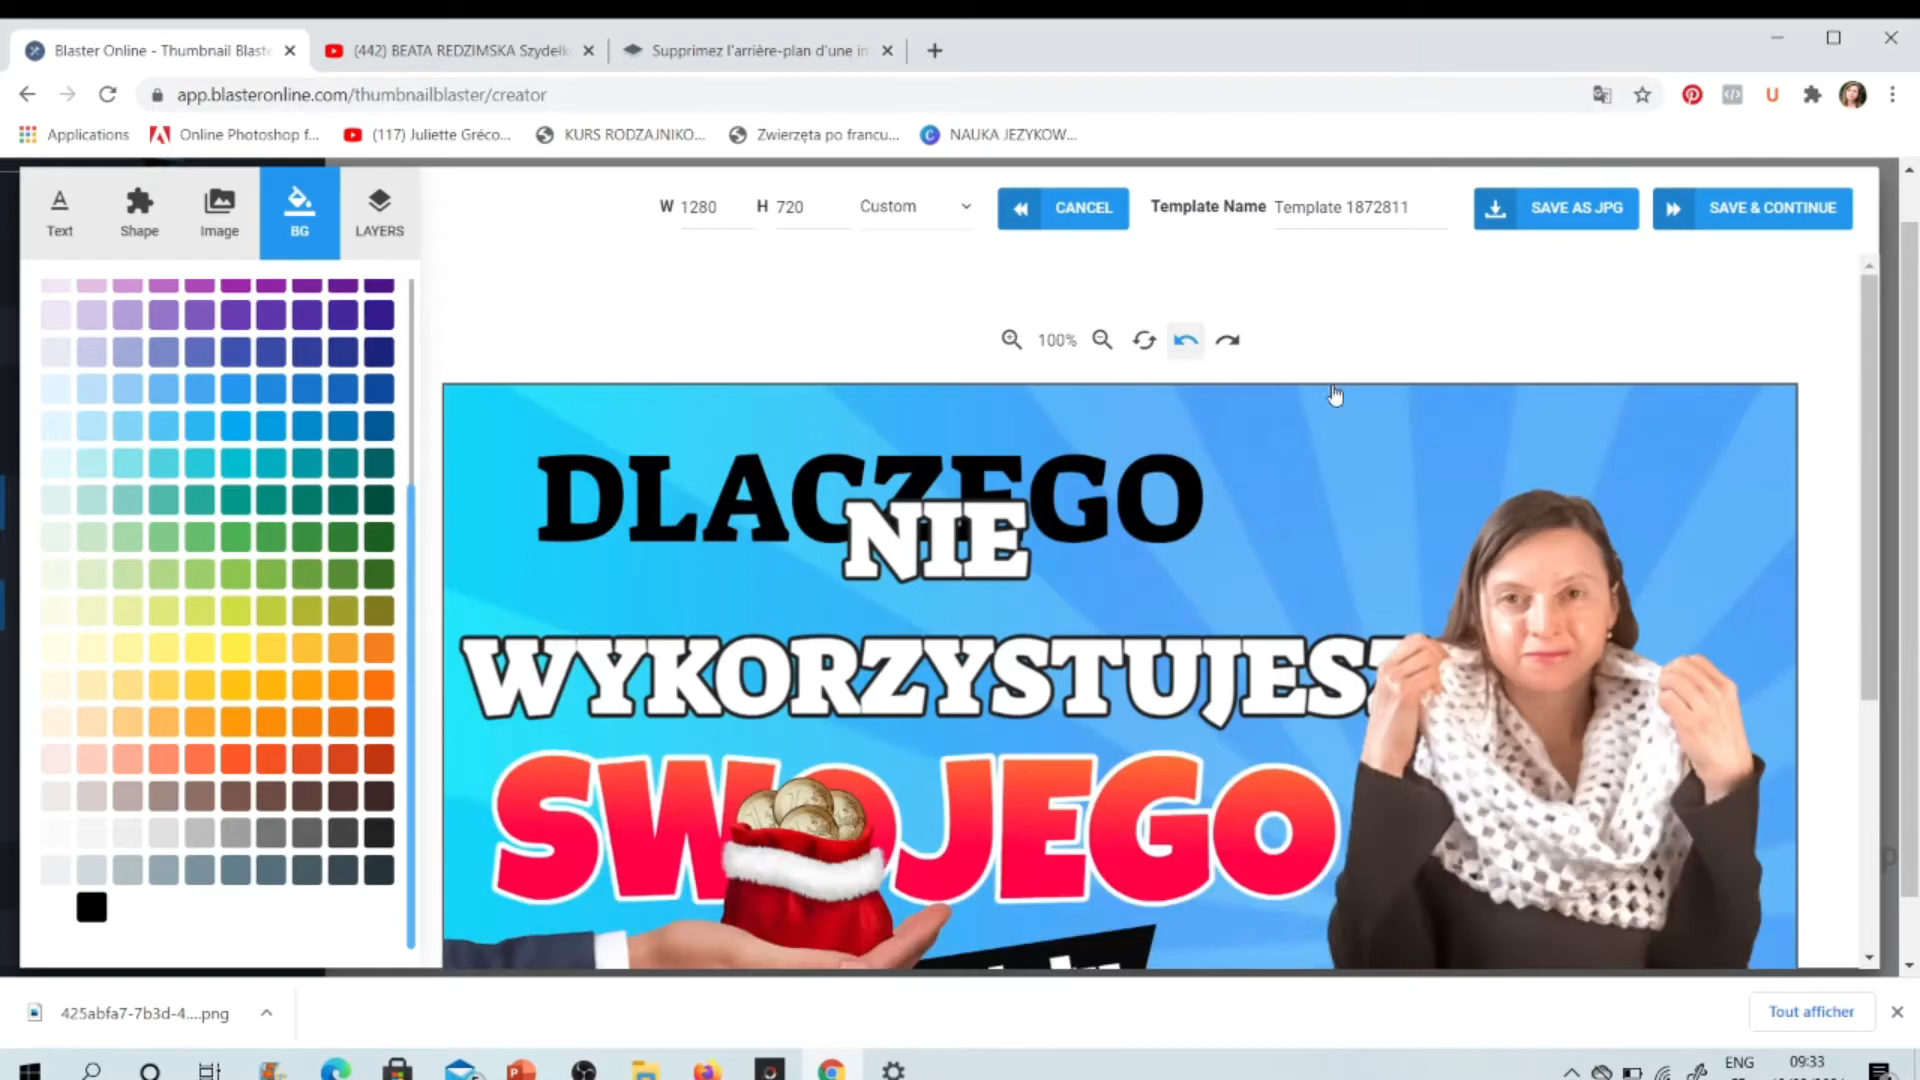 Blaster Online - Thumbnail Blaste
(442) BEATA REDZIMSKA Szydełk
Supprimez l'arrière-plan d'une in
app.blasteronline.com/thumbnailblaster/creator
Applications
Online Photoshop f...
(117) Juliette Gréco...
KURS RODZAJNIKO...
Zwierzęta po francu...
NAUKA JEZYKOW...
Text
Shape
Image
BG
LAYERS
W 1280
H 720
Custom
CANCEL
Template Name Template 1872811
SAVE AS JPG
SAVE & CONTINUE
100%
DLACZEGO
NIE
WYKORZYSTUJESZ
SWOJEGO
425abfa7-7b3d-4....png
Tout afficher
ENG
09:33